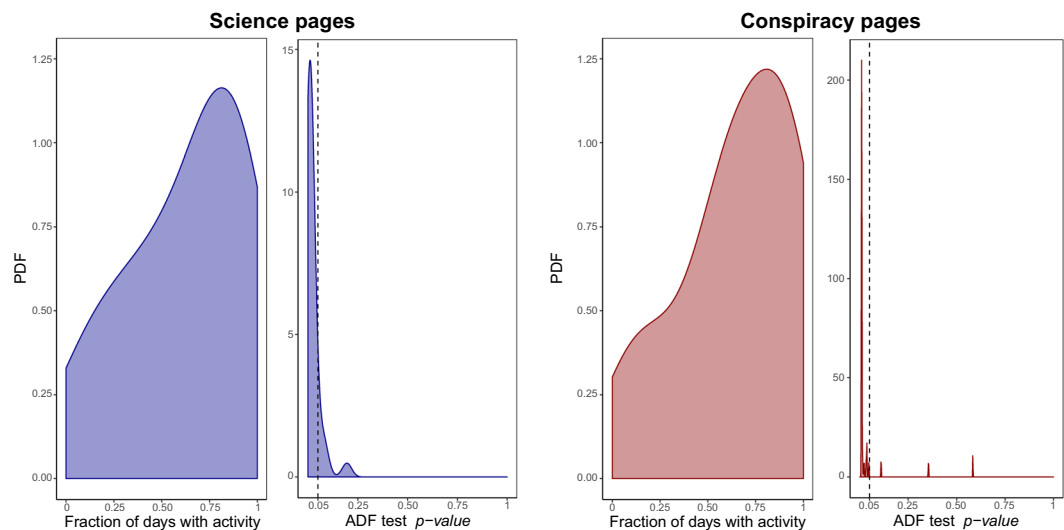 Science pages
Conspiracy pages
PDF
1.25
1.00
0.75
0.50
0.25
0.00
0 0.25 0.50 0.75 1
Fraction of days with activity
15
10
5
0
0.05 0.25 0.50 0.75 1
ADF test p-value
PDF
1.25
1.00
0.75
0.50
0.25
0.00
0 0.25 0.50 0.75 1
Fraction of days with activity
200
150
100
50
0
0.05 0.25 0.50 0.75 1
ADF test p-value